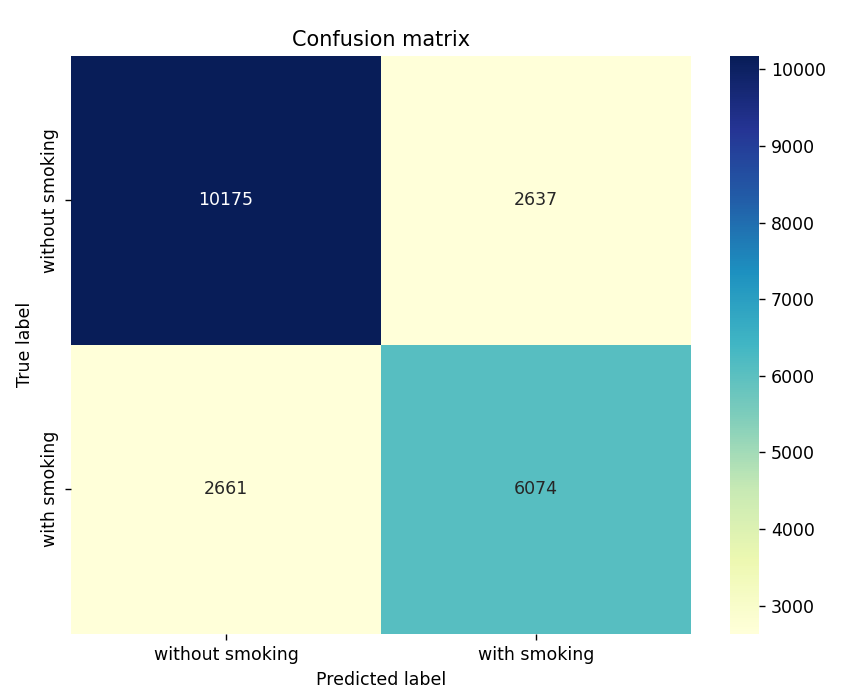 Confusion matrix
True label
without smoking
with smoking
10175
2637
2661
6074
without smoking
with smoking
Predicted label
10000
9000
8000
7000
6000
5000
4000
3000